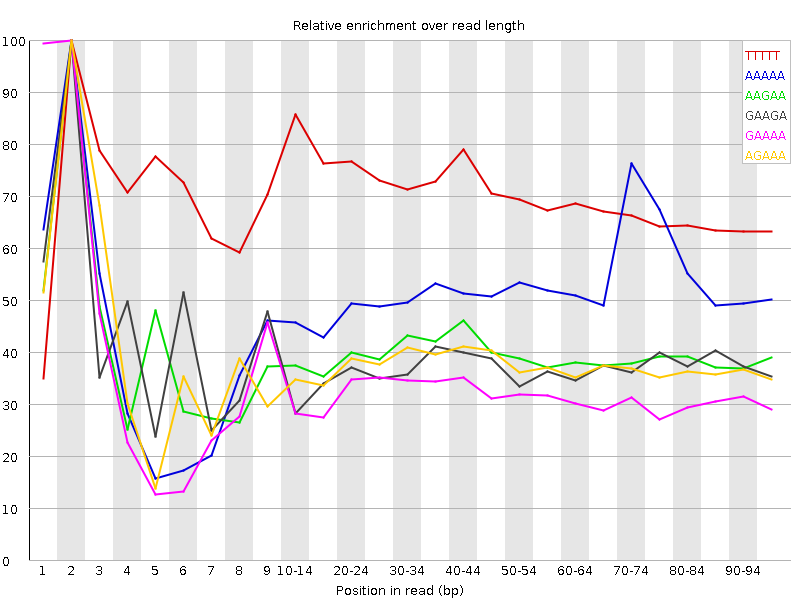 Relative enrichment over read length
100
90
80
70
60
50
40
30
20
10
0
TTTTT
AAAAA
AAGAA
GAAGA
GAAAA
AGAAA
1 2 3 4 5 6 7 8 9 10-14 20-24 30-34 40-44 50-54 60-64 70-74 80-84 90-94
Position in read (bp)